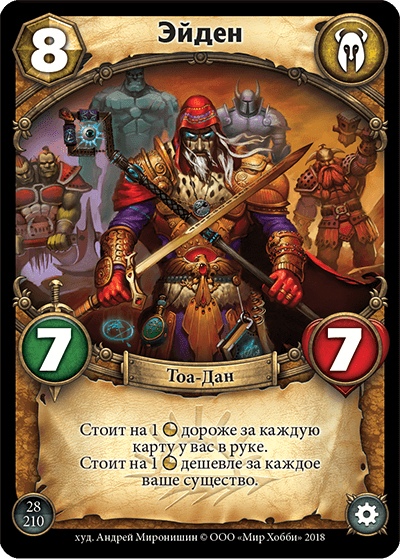 8
Эйден
7
7
Тоа-Дан
Стоит на 1 дороже за каждую
карту у вас в руке.
Стоит на 1 дешевле за каждое
ваше существо.
28
210
худ. Андрей Миронишин © ООО «Мир Хобби» 2018